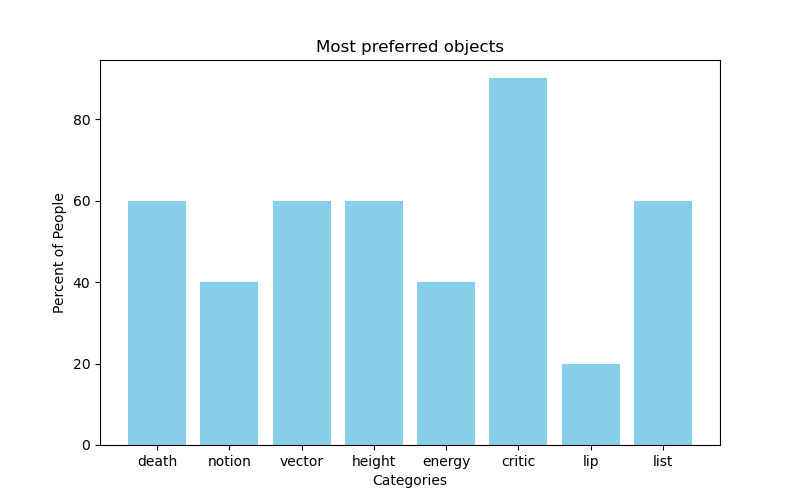 Most preferred objects
Percent of People
80
60
40
20
0
death notion vector height energy critic lip list
Categories